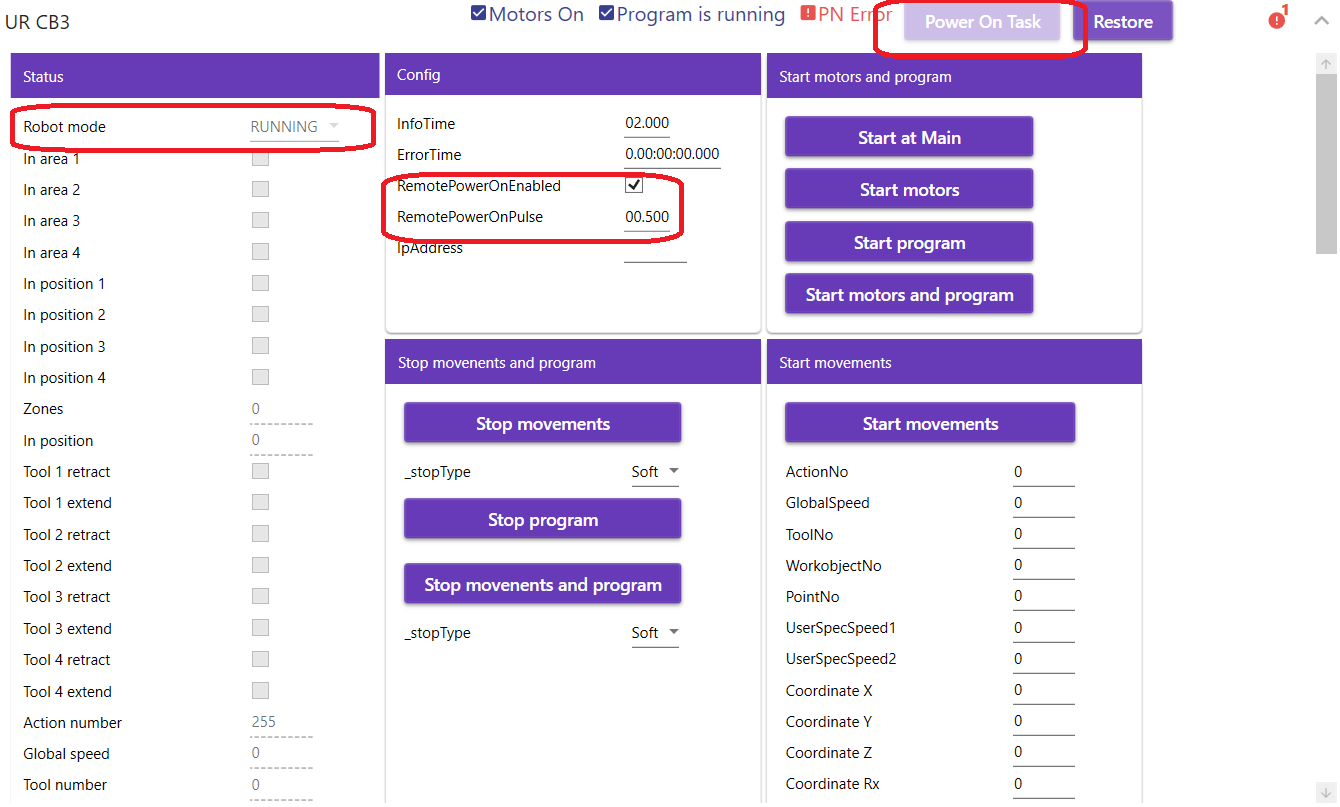 UR CB3
Motors On Program is running PN Error Power On Task Restore 1
Status
Robot mode RUNNING
In area 1
In area 2
In area 3
In area 4
In position 1
In position 2
In position 3
In position 4
Zones 0
In position 0
Tool 1 retract
Tool 1 extend
Tool 2 retract
Tool 2 extend
Tool 3 retract
Tool 3 extend
Tool 4 retract
Tool 4 extend
Action number 255
Global speed 0
Tool number 0
Config
InfoTime 02.000
ErrorTime 0.00:00:00.000
RemotePowerOnEnabled
RemotePowerOnPulse 00.500
IpAddress
Start motors and program
Start at Main
Start motors
Start program
Start motors and program
Stop movenents and program
Stop movements
_stopType Soft
Stop program
Stop movenents and program
_stopType Soft
Start movements
Start movements
ActionNo 0
GlobalSpeed 0
ToolNo 0
WorkobjectNo 0
PointNo 0
UserSpecSpeed1 0
UserSpecSpeed2 0
Coordinate X 0
Coordinate Y 0
Coordinate Z 0
Coordinate Rx 0